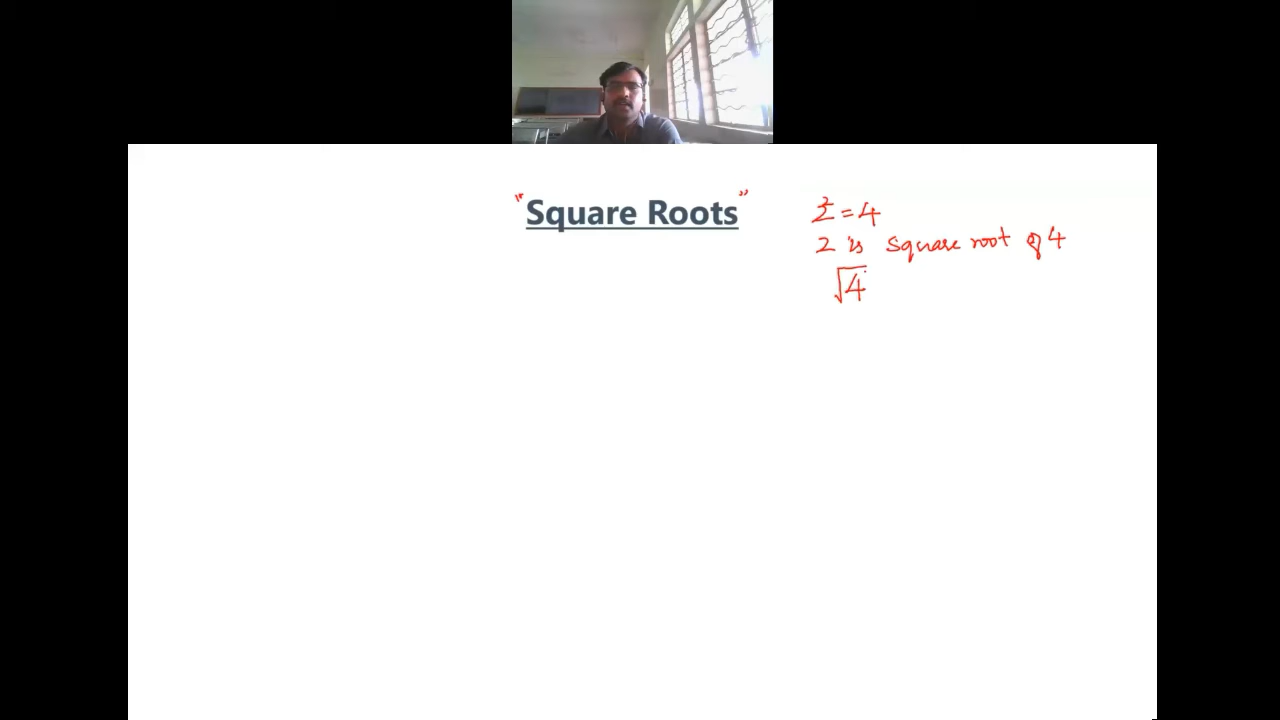 "Square Roots"
2² = 4
2 is square root of 4
√4